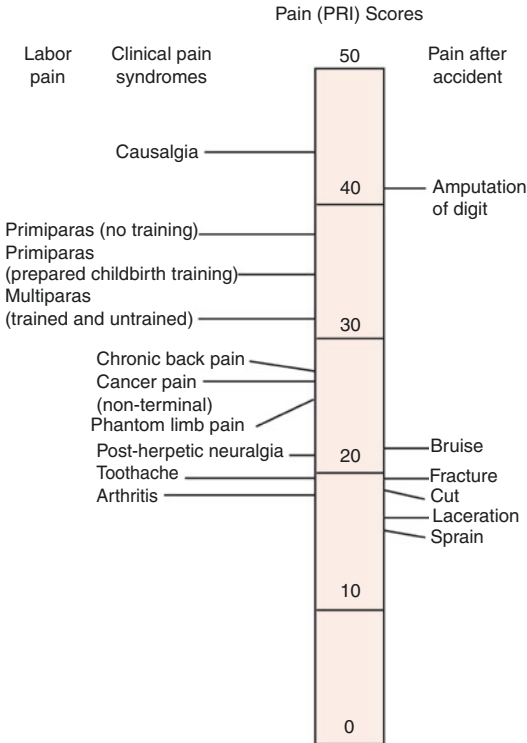 Pain (PRI) Scores
Labor
pain
Clinical pain
syndromes
50
Pain after
accident
Causalgia
40
Amputation
of digit
Primiparas (no training)
Primiparas
(prepared childbirth training)
Multiparas
(trained and untrained)
30
Chronic back pain
Cancer pain
(non-terminal)
Phantom limb pain
Post-herpetic neuralgia
20
Bruise
Toothache
Fracture
Arthritis
Cut
Laceration
Sprain
10
0